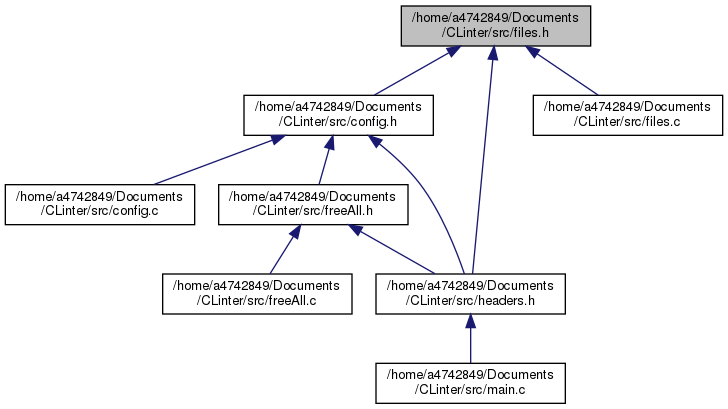 /home/a4742849/Documents
/CLinter/src/files.h
/home/a4742849/Documents
/CLinter/src/config.h
/home/a4742849/Documents
/CLinter/src/files.c
/home/a4742849/Documents
/CLinter/src/config.c
/home/a4742849/Documents
/CLinter/src/freeAll.h
/home/a4742849/Documents
/CLinter/src/freeAll.c
/home/a4742849/Documents
/CLinter/src/headers.h
/home/a4742849/Documents
/CLinter/src/main.c